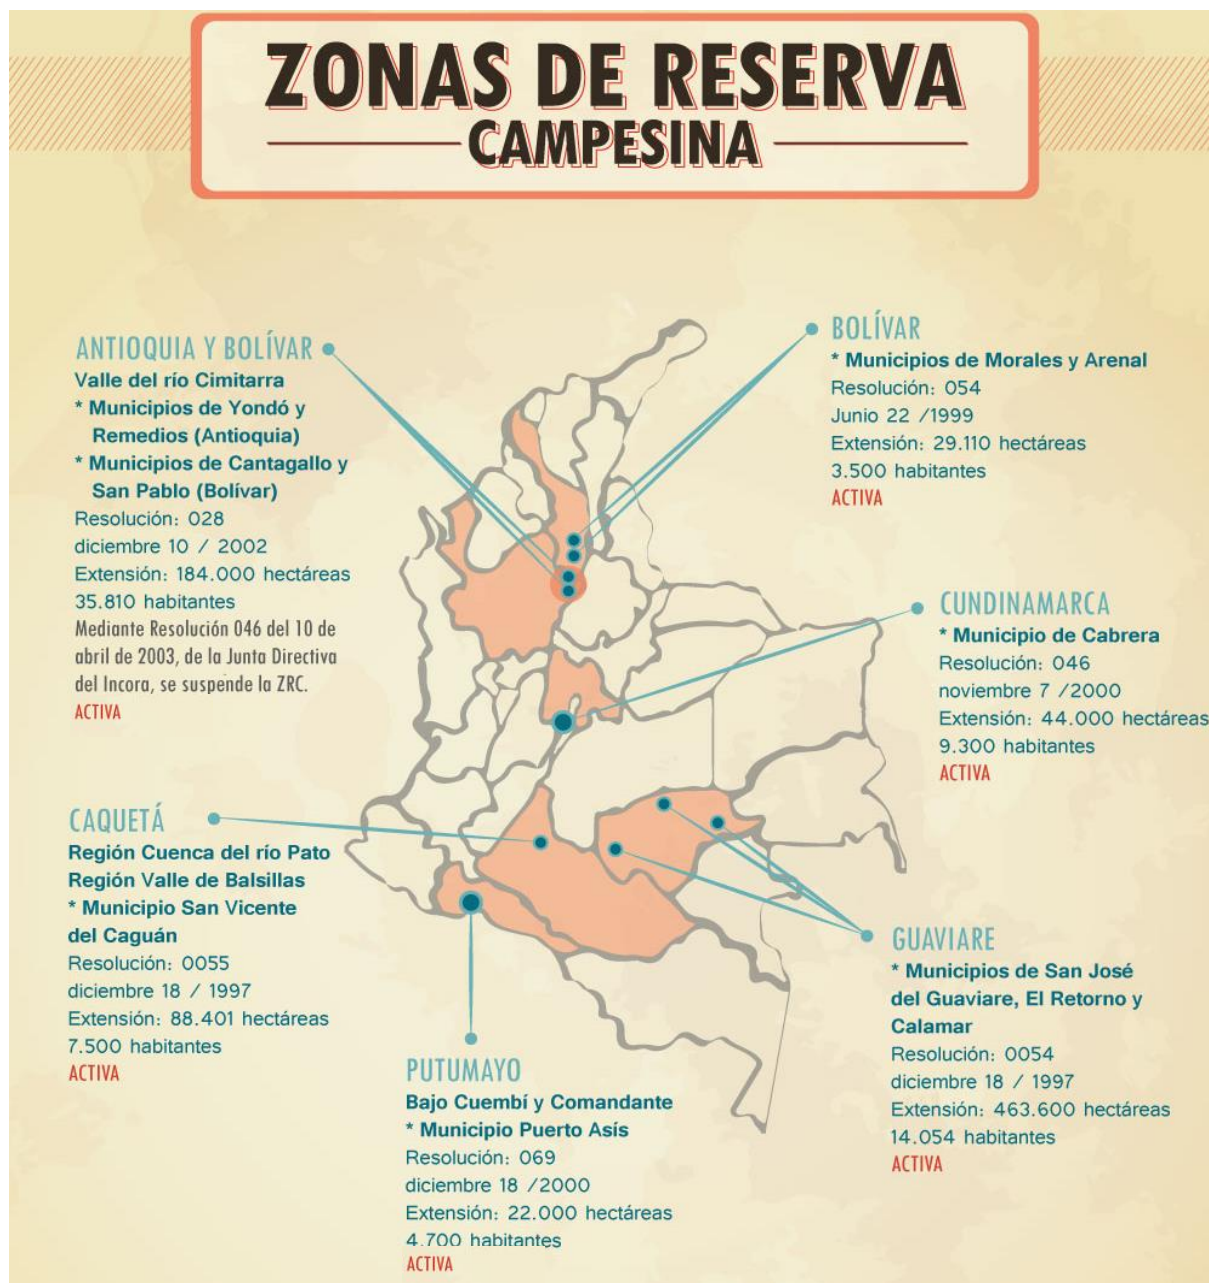 ZONAS DE RESERVA
CAMPESINA
ANTIOQUIA Y BOLÍVAR
Valle del río Cimitarra
* Municipios de Yondó y
Remedios (Antioquia)
* Municipios de Cantagallo y
San Pablo (Bolívar)
Resolución: 028
diciembre 10 / 2002
Extensión: 184.000 hectáreas
35.810 habitantes
Mediante Resolución 046 del 10 de
abril de 2003, de la Junta Directiva
del Incora, se suspende la ZRC.
ACTIVA
BOLÍVAR
* Municipios de Morales y Arenal
Resolución: 054
Junio 22 /1999
Extensión: 29.110 hectáreas
3.500 habitantes
ACTIVA
CUNDINAMARCA
* Municipio de Cabrera
Resolución: 046
noviembre 7 /2000
Extensión: 44.000 hectáreas
9.300 habitantes
ACTIVA
CAQUETÁ
Región Cuenca del río Pato
Región Valle de Balsillas
* Municipio San Vicente
del Caguán
Resolución: 0055
diciembre 18 / 1997
Extensión: 88.401 hectáreas
7.500 habitantes
ACTIVA
PUTUMAYO
Bajo Cuembí y Comandante
* Municipio Puerto Asís
Resolución: 069
diciembre 18 /2000
Extensión: 22.000 hectáreas
4.700 habitantes
ACTIVA
GUAVIARE
* Municipios de San José
del Guaviare, El Retorno y
Calamar
Resolución: 0054
diciembre 18 / 1997
Extensión: 463.600 hectáreas
14.054 habitantes
ACTIVA